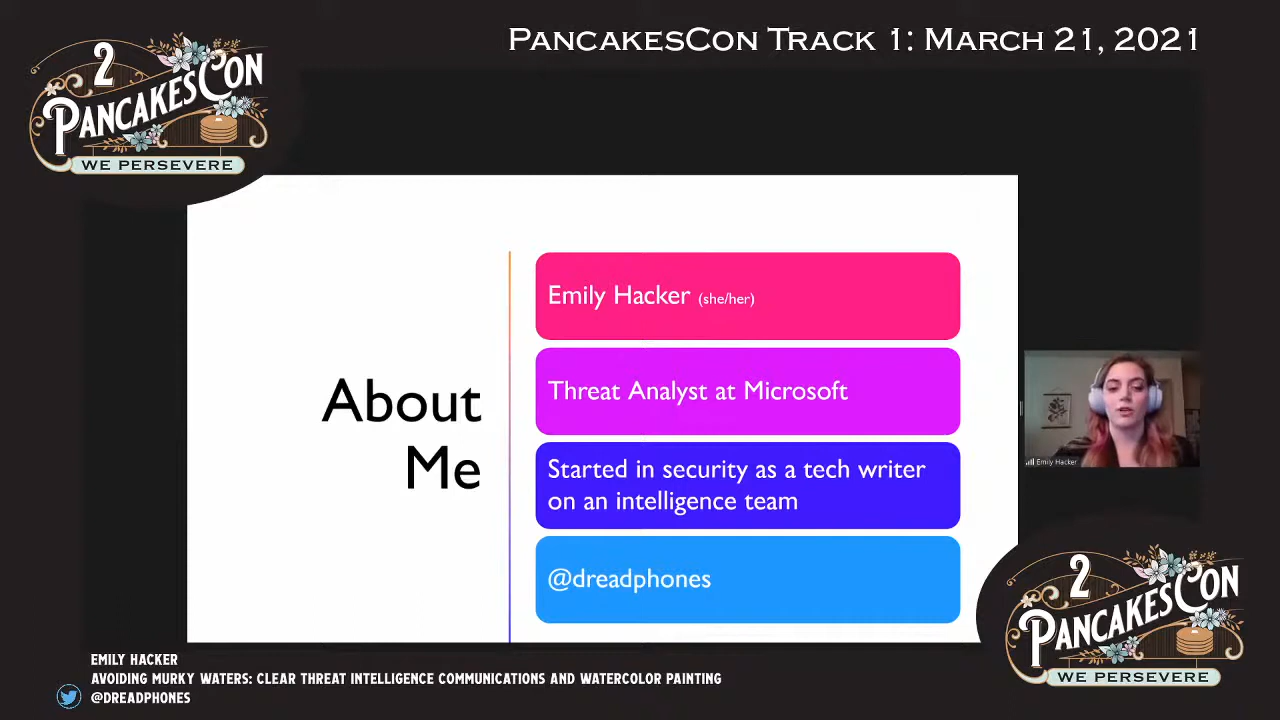 PancakesCon Track 1: March 21, 2021
2
PancakesCon
WE PERSEVERE
About
Me
Emily Hacker (she/her)
Threat Analyst at Microsoft
Started in security as a tech writer
on an intelligence team
@dreadphones
Emily Hacker
2
PancakesCon
WE PERSEVERE
EMILY HACKER
AVOIDING MURKY WATERS: CLEAR THREAT INTELLIGENCE COMMUNICATIONS AND WATERCOLOR PAINTING
@DREADPHONES